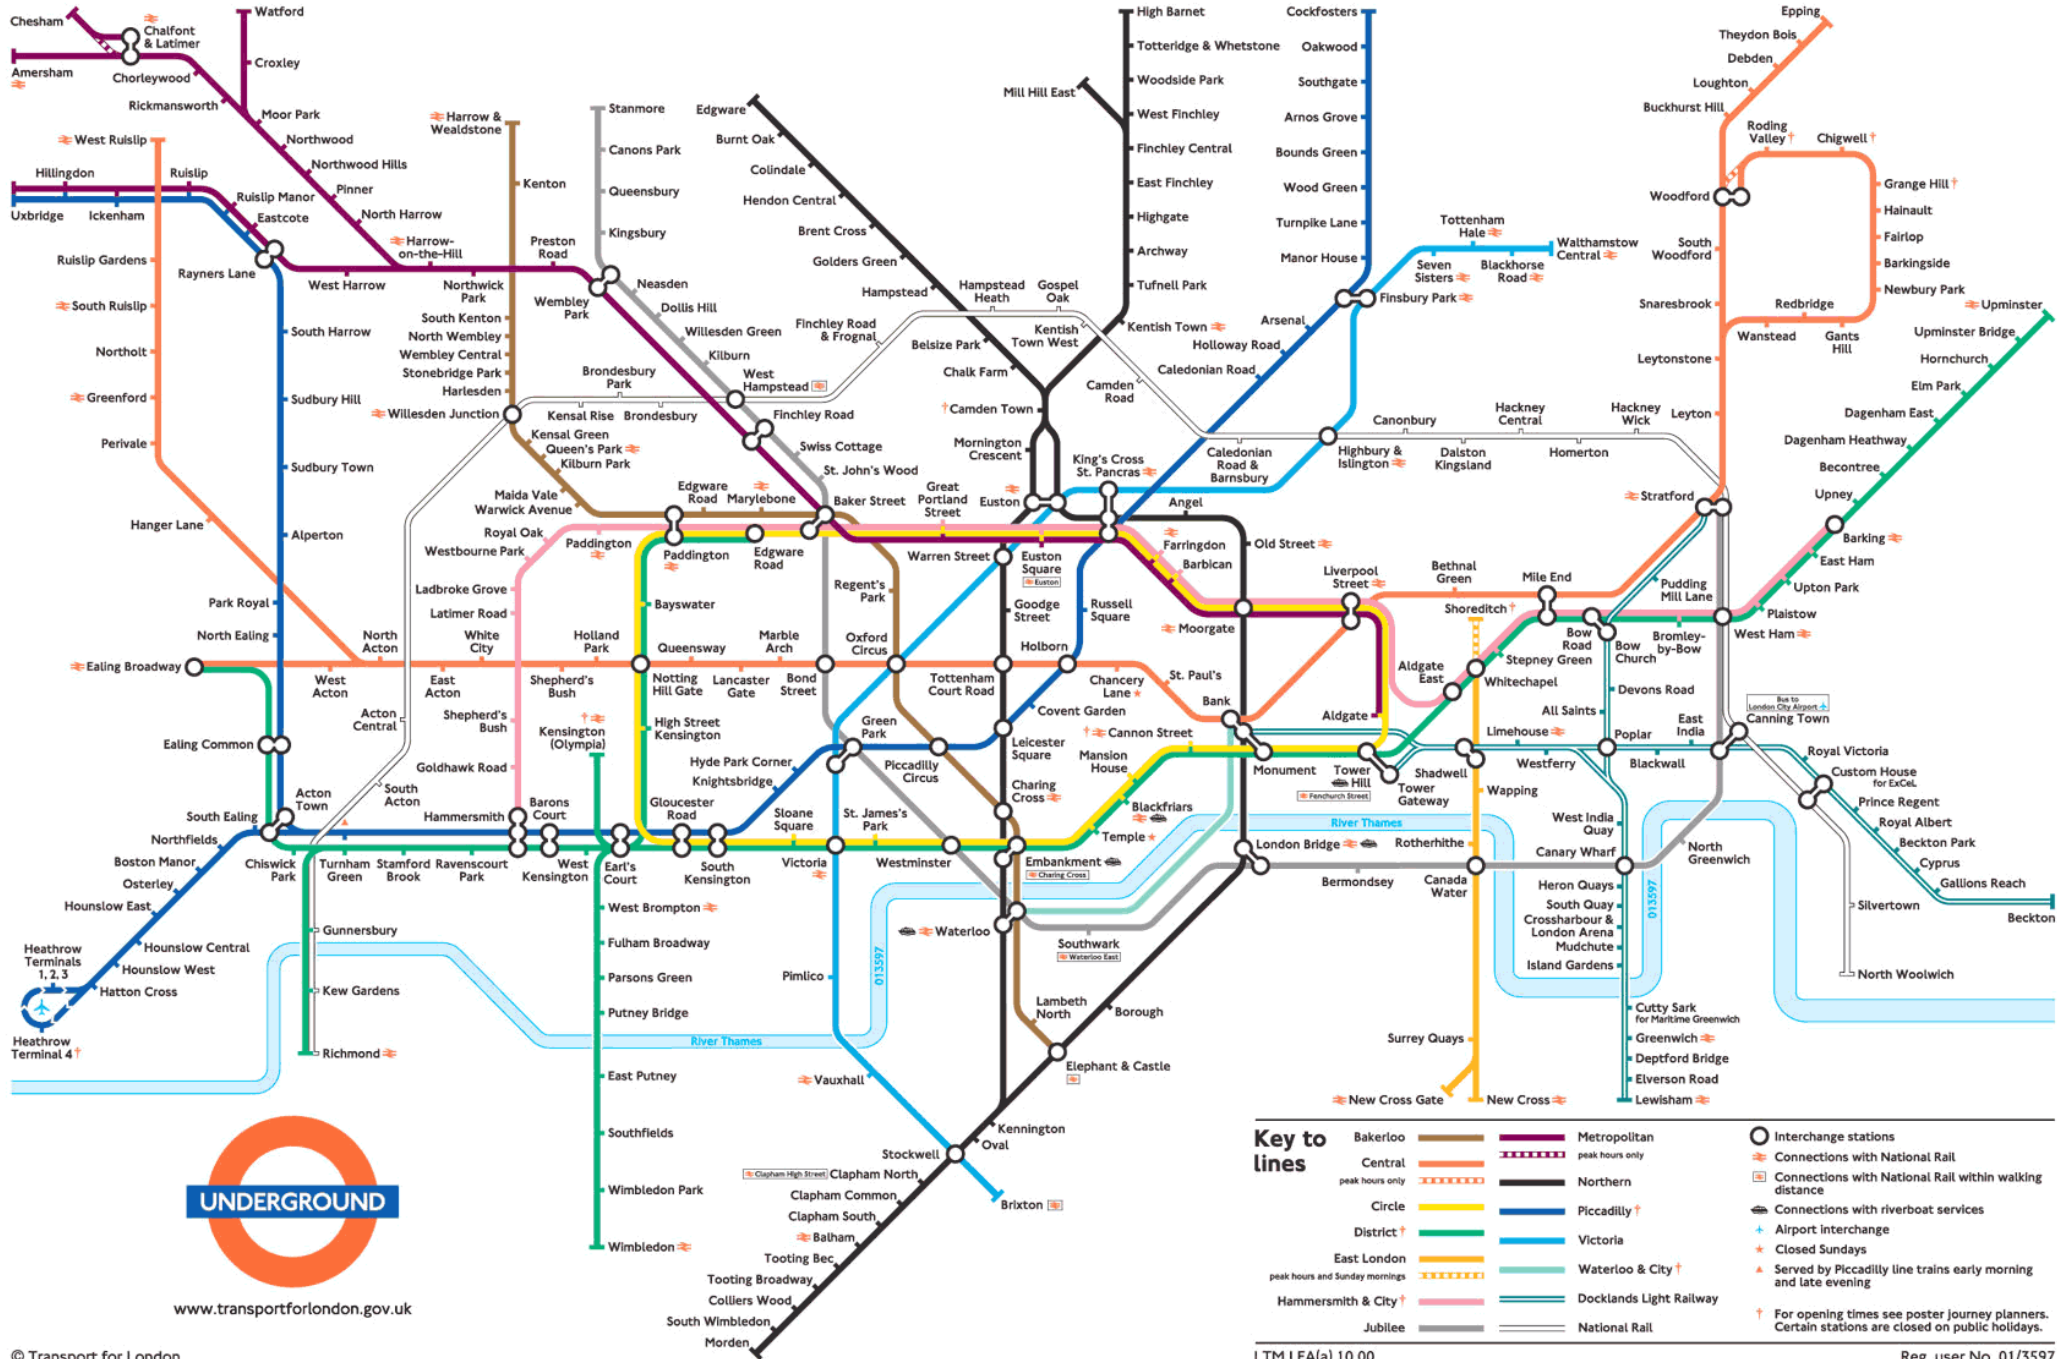 Chesham
Chalfont
& Latimer
Watford
Amersham
Chorleywood
Croxley
Rickmansworth
Moor Park
Northwood
Northwood Hills
Pinner
North Harrow
Harrow-
on-the-Hill
West Ruislip
Hillingdon
Ruislip
Ruislip Manor
Eastcote
Uxbridge
Ickenham
Rayners Lane
West Harrow
Northwick
Park
Preston
Road
Wembley
Park
Ruislip Gardens
South Ruislip
Northolt
Greenford
Perivale
Hanger Lane
South Harrow
Sudbury Hill
Sudbury Town
Alperton
Park Royal
North Ealing
Harrow &
Wealdstone
Kenton
South Kenton
North Wembley
Wembley Central
Stonebridge Park
Harlesden
Willesden Junction
Kensal Green
Queen's Park
Kilburn Park
Maida Vale
Warwick Avenue
Stanmore
Canons Park
Queensbury
Kingsbury
Neasden
Dollis Hill
Willesden Green
Kilburn
West
Hampstead
Finchley Road
Swiss Cottage
St. John's Wood
Brondesbury
Park
Kensal Rise
Brondesbury
Finchley Road
& Frognal
Hampstead
Heath
Gospel
Oak
Kentish
Town West
Camden
Road
Caledonian
Road &
Barnsbury
Edgware
Burnt Oak
Colindale
Hendon Central
Brent Cross
Golders Green
Hampstead
Belsize Park
Chalk Farm
Camden Town
Mornington
Crescent
Euston
Mill Hill East
High Barnet
Totteridge & Whetstone
Woodside Park
West Finchley
Finchley Central
East Finchley
Highgate
Archway
Tufnell Park
Kentish Town
Cockfosters
Oakwood
Southgate
Arnos Grove
Bounds Green
Wood Green
Turnpike Lane
Manor House
Finsbury Park
Arsenal
Holloway Road
Caledonian Road
King's Cross
St. Pancras
Tottenham
Hale
Walthamstow
Central
Seven
Sisters
Blackhorse
Road
Highbury &
Islington
Canonbury
Dalston
Kingsland
Hackney
Central
Homerton
Hackney
Wick
Epping
Theydon Bois
Debden
Loughton
Buckhurst Hill
Roding
Valley
Chigwell
Grange Hill
Hainault
Fairlop
Barkingside
Newbury Park
Woodford
South
Woodford
Snaresbrook
Redbridge
Wanstead
Gants
Hill
Leytonstone
Leyton
Stratford
Upminster
Upminster Bridge
Hornchurch
Elm Park
Dagenham East
Dagenham Heathway
Becontree
Upney
Barking
East Ham
Upton Park
Plaistow
West Ham
Bromley-
by-Bow
Bow
Road
Bow
Church
Pudding
Mill Lane
Mile End
Stepney Green
Whitechapel
Shoreditch
Bethnal
Green
Liverpool
Street
Aldgate
East
Aldgate
Royal Oak
Westbourne Park
Ladbroke Grove
Latimer Road
Paddington
Edgware
Road
Marylebone
Baker Street
Great
Portland
Street
Paddington
Edgware
Road
Warren Street
Euston
Square
Euston
Farringdon
Barbican
Moorgate
Old Street
Angel
Bayswater
Regent's
Park
Goodge
Street
Russell
Square
Ealing Broadway
West
Acton
North
Acton
East
Acton
White
City
Shepherd's
Bush
Holland
Park
Notting
Hill Gate
Queensway
Lancaster
Gate
Marble
Arch
Bond
Street
Oxford
Circus
Tottenham
Court Road
Holborn
Chancery
Lane
St. Paul's
Bank
Covent Garden
Leicester
Square
Piccadilly
Circus
Green
Park
Hyde Park Corner
Knightsbridge
High Street
Kensington
Shepherd's
Bush
Goldhawk Road
Hammersmith
Kensington
(Olympia)
Acton
Central
South
Acton
Ealing Common
South Ealing
Acton
Town
Northfields
Boston Manor
Osterley
Hounslow East
Hounslow Central
Hounslow West
Hatton Cross
Heathrow
Terminals
1, 2, 3
Heathrow
Terminal 4
Chiswick
Park
Turnham
Green
Stamford
Brook
Ravenscourt
Park
Barons
Court
West
Kensington
Earl's
Court
Gloucester
Road
South
Kensington
Sloane
Square
Victoria
St. James's
Park
Westminster
Charing
Cross
Embankment
Charing Cross
Temple
Blackfriars
Mansion
House
Cannon Street
Monument
Tower
Hill
Fenchurch Street
Tower
Gateway
Shadwell
Wapping
Rotherhithe
Canada
Water
Surrey Quays
New Cross Gate
New Cross
Limehouse
Westferry
Poplar
Blackwall
East
India
Canning Town
Bus to
London City Airport
Devons Road
All Saints
Royal Victoria
Custom House
for ExCeL
Prince Regent
Royal Albert
Beckton Park
Cyprus
Gallions Reach
Beckton
Silvertown
North Woolwich
West India
Quay
Canary Wharf
Heron Quays
South Quay
Crossharbour &
London Arena
Mudchute
Island Gardens
Cutty Sark
for Maritime Greenwich
Greenwich
Deptford Bridge
Elverson Road
Lewisham
North
Greenwich
Bermondsey
London Bridge
Southwark
Waterloo East
Waterloo
Lambeth
North
Borough
Elephant & Castle
Kennington
Oval
Stockwell
Clapham High Street
Clapham North
Clapham Common
Clapham South
Balham
Tooting Bec
Tooting Broadway
Colliers Wood
South Wimbledon
Morden
Pimlico
Vauxhall
Brixton
Gunnersbury
Kew Gardens
Richmond
West Brompton
Fulham Broadway
Parsons Green
Putney Bridge
East Putney
Southfields
Wimbledon Park
Wimbledon
River Thames
River Thames
013597
013597
UNDERGROUND
www.transportforlondon.gov.uk
© Transport for London
Key to
lines
Bakerloo
Central
peak hours only
Circle
District
East London
peak hours and Sunday mornings
Hammersmith & City
Jubilee
Metropolitan
peak hours only
Northern
Piccadilly
Victoria
Waterloo & City
Docklands Light Railway
National Rail
Interchange stations
Connections with National Rail
Connections with National Rail within walking
distance
Connections with riverboat services
Airport interchange
Closed Sundays
Served by Piccadilly line trains early morning
and late evening
For opening times see poster journey planners.
Certain stations are closed on public holidays.
LTM LFA(a) 10.00
Reg. user No. 01/3597